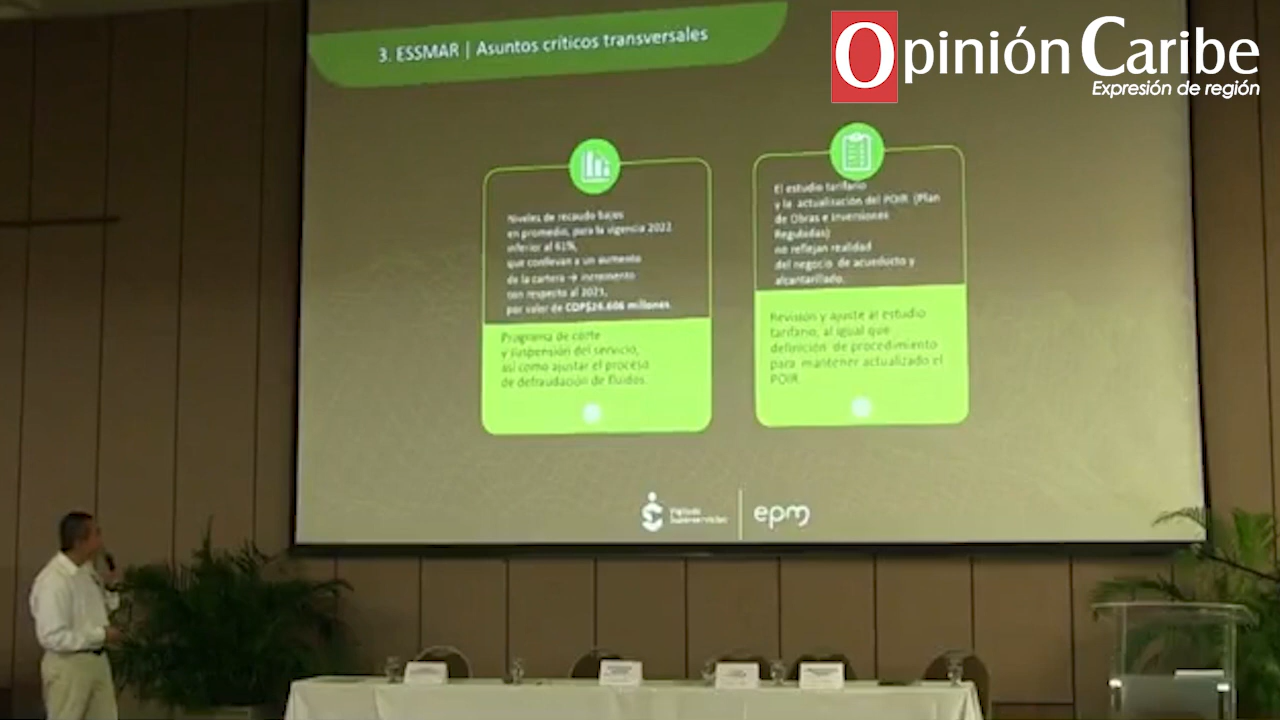 3. ESSMAR | Asuntos críticos transversales
Opinión Caribe
Expresión de región
Niveles de recaudo bajos
en promedio, para la vigencia 2022
inferior al 61%,
que conllevan a un aumento
de la cartera → incremento
con respecto al 2021,
por valor de COP$26.606 millones.
Programa de corte
y suspensión del servicio,
así como ajustar el proceso
de defraudación de fluidos.
El estudio tarifario
y la actualización del POIR (Plan
de Obras e Inversiones
Reguladas)
no reflejan realidad
del negocio de acueducto y
alcantarillado.
Revisión y ajuste al estudio
tarifario, al igual que
definición de procedimiento
para mantener actualizado el
POIR
Superservicios
epm